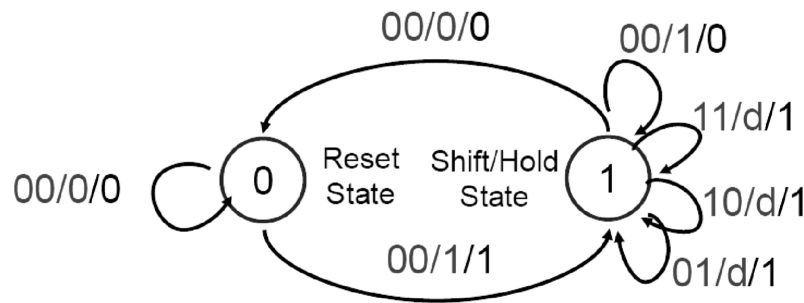 00/0/0
00/1/0
11/d/1
00/0/0
0
Reset
State
Shift/Hold
State
1
10/d/1
00/1/1
01/d/1